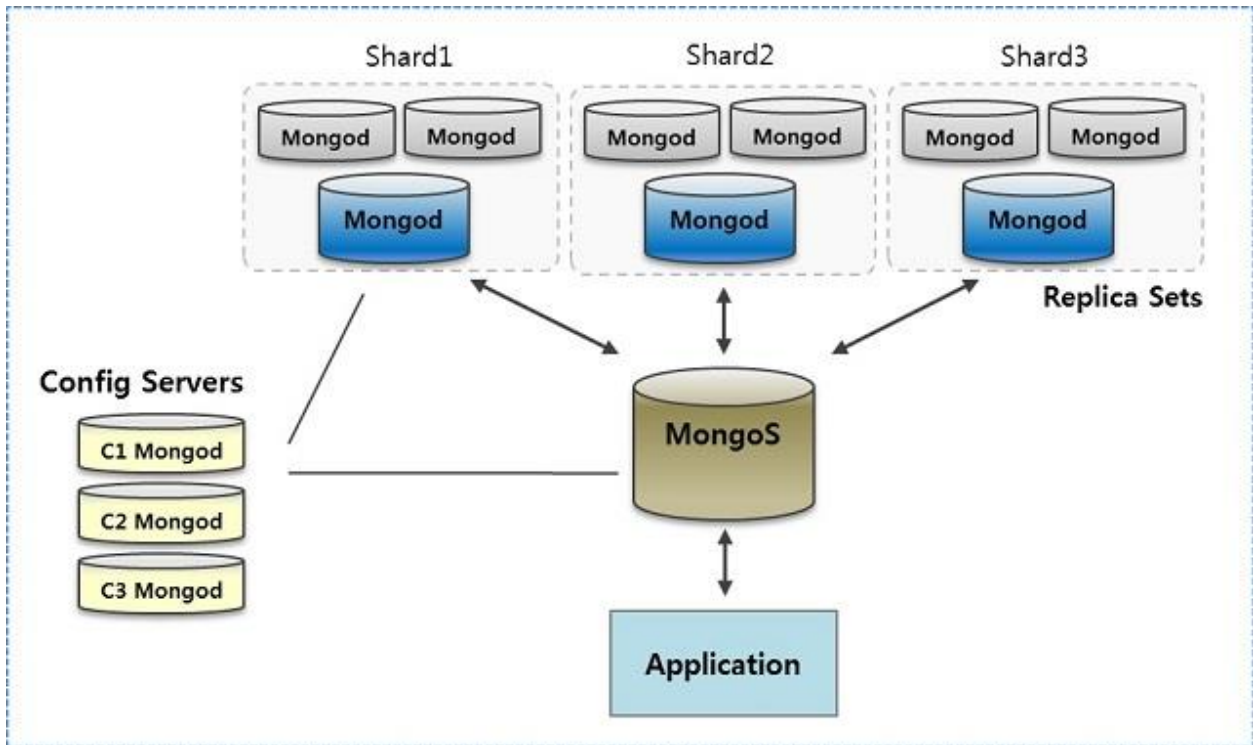 Shard1 Shard2 Shard3
Mongod Mongod Mongod Mongod Mongod Mongod
Mongod Mongod Mongod
Replica Sets
Config Servers
C1 Mongod
C2 Mongod
C3 Mongod
MongoS
Application